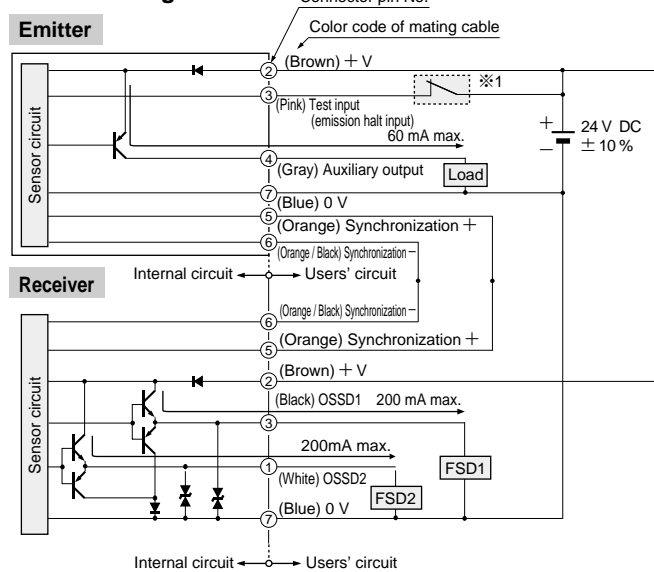 Connector pin No.
Emitter
Color code of mating cable
Sensor circuit
2 (Brown) + V
3
(Pink) Test input
(emission halt input)
※1
60 mA max.
+
−
24 V DC
± 10 %
4
(Gray) Auxiliary output
Load
7 (Blue) 0 V
5 (Orange) Synchronization +
6 (Orange / Black) Synchronization −
Internal circuit Users' circuit
Receiver
Sensor circuit
6 (Orange / Black) Synchronization −
5 (Orange) Synchronization +
2 (Brown) + V
(Black) OSSD1 200 mA max.
3
200mA max.
1
(White) OSSD2
FSD1
FSD2
7 (Blue) 0 V
Internal circuit Users' circuit